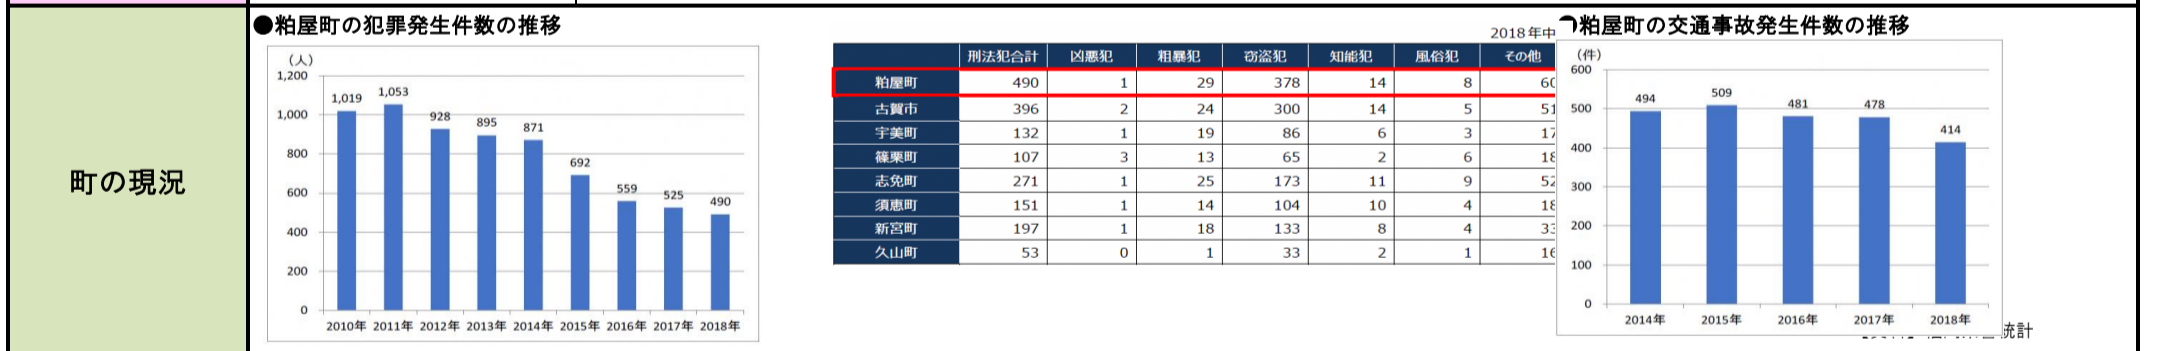 町の現況
●粕屋町の犯罪発生件数の推移
（人）
1,200
1,000
800
600
400
200
0
1,019 1,053 928 895 871 692 559 525 490
2010年 2011年 2012年 2013年 2014年 2015年 2016年 2017年 2018年
2018年中
刑法犯合計 凶悪犯 粗暴犯 窃盗犯 知能犯 風俗犯 その他
粕屋町 490 1 29 378 14 8 60
古賀市 396 2 24 300 14 5 51
宇美町 132 1 19 86 6 3 17
篠栗町 107 3 13 65 2 6 18
志免町 271 1 25 173 11 9 52
須恵町 151 1 14 104 10 4 18
新宮町 197 1 18 133 8 4 33
久山町 53 0 1 33 2 1 16
粕屋町の交通事故発生件数の推移
（件）
600
500
400
300
200
100
0
494 509 481 478 414
2014年 2015年 2016年 2017年 2018年
統計